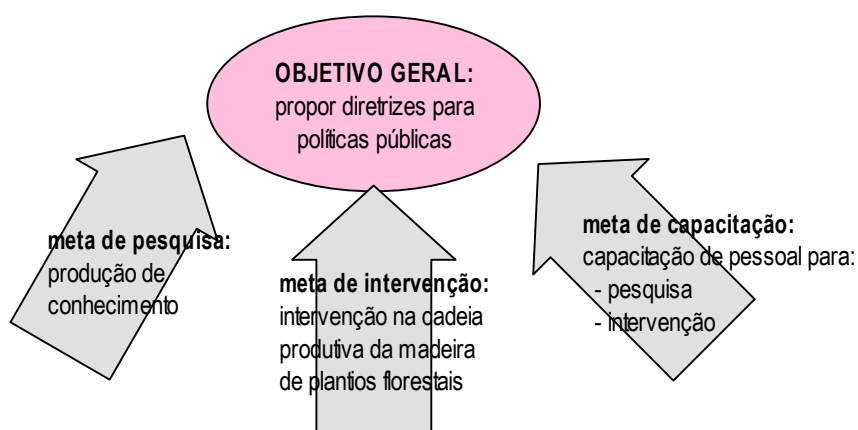 OBJETIVO GERAL:
propor diretrizes para
políticas públicas
meta de pesquisa:
produção de
conhecimento
meta de intervenção:
intervenção na cadeia
produtiva da madeira
de plantios florestais
meta de capacitação:
capacitação de pessoal para:
- pesquisa
- intervenção